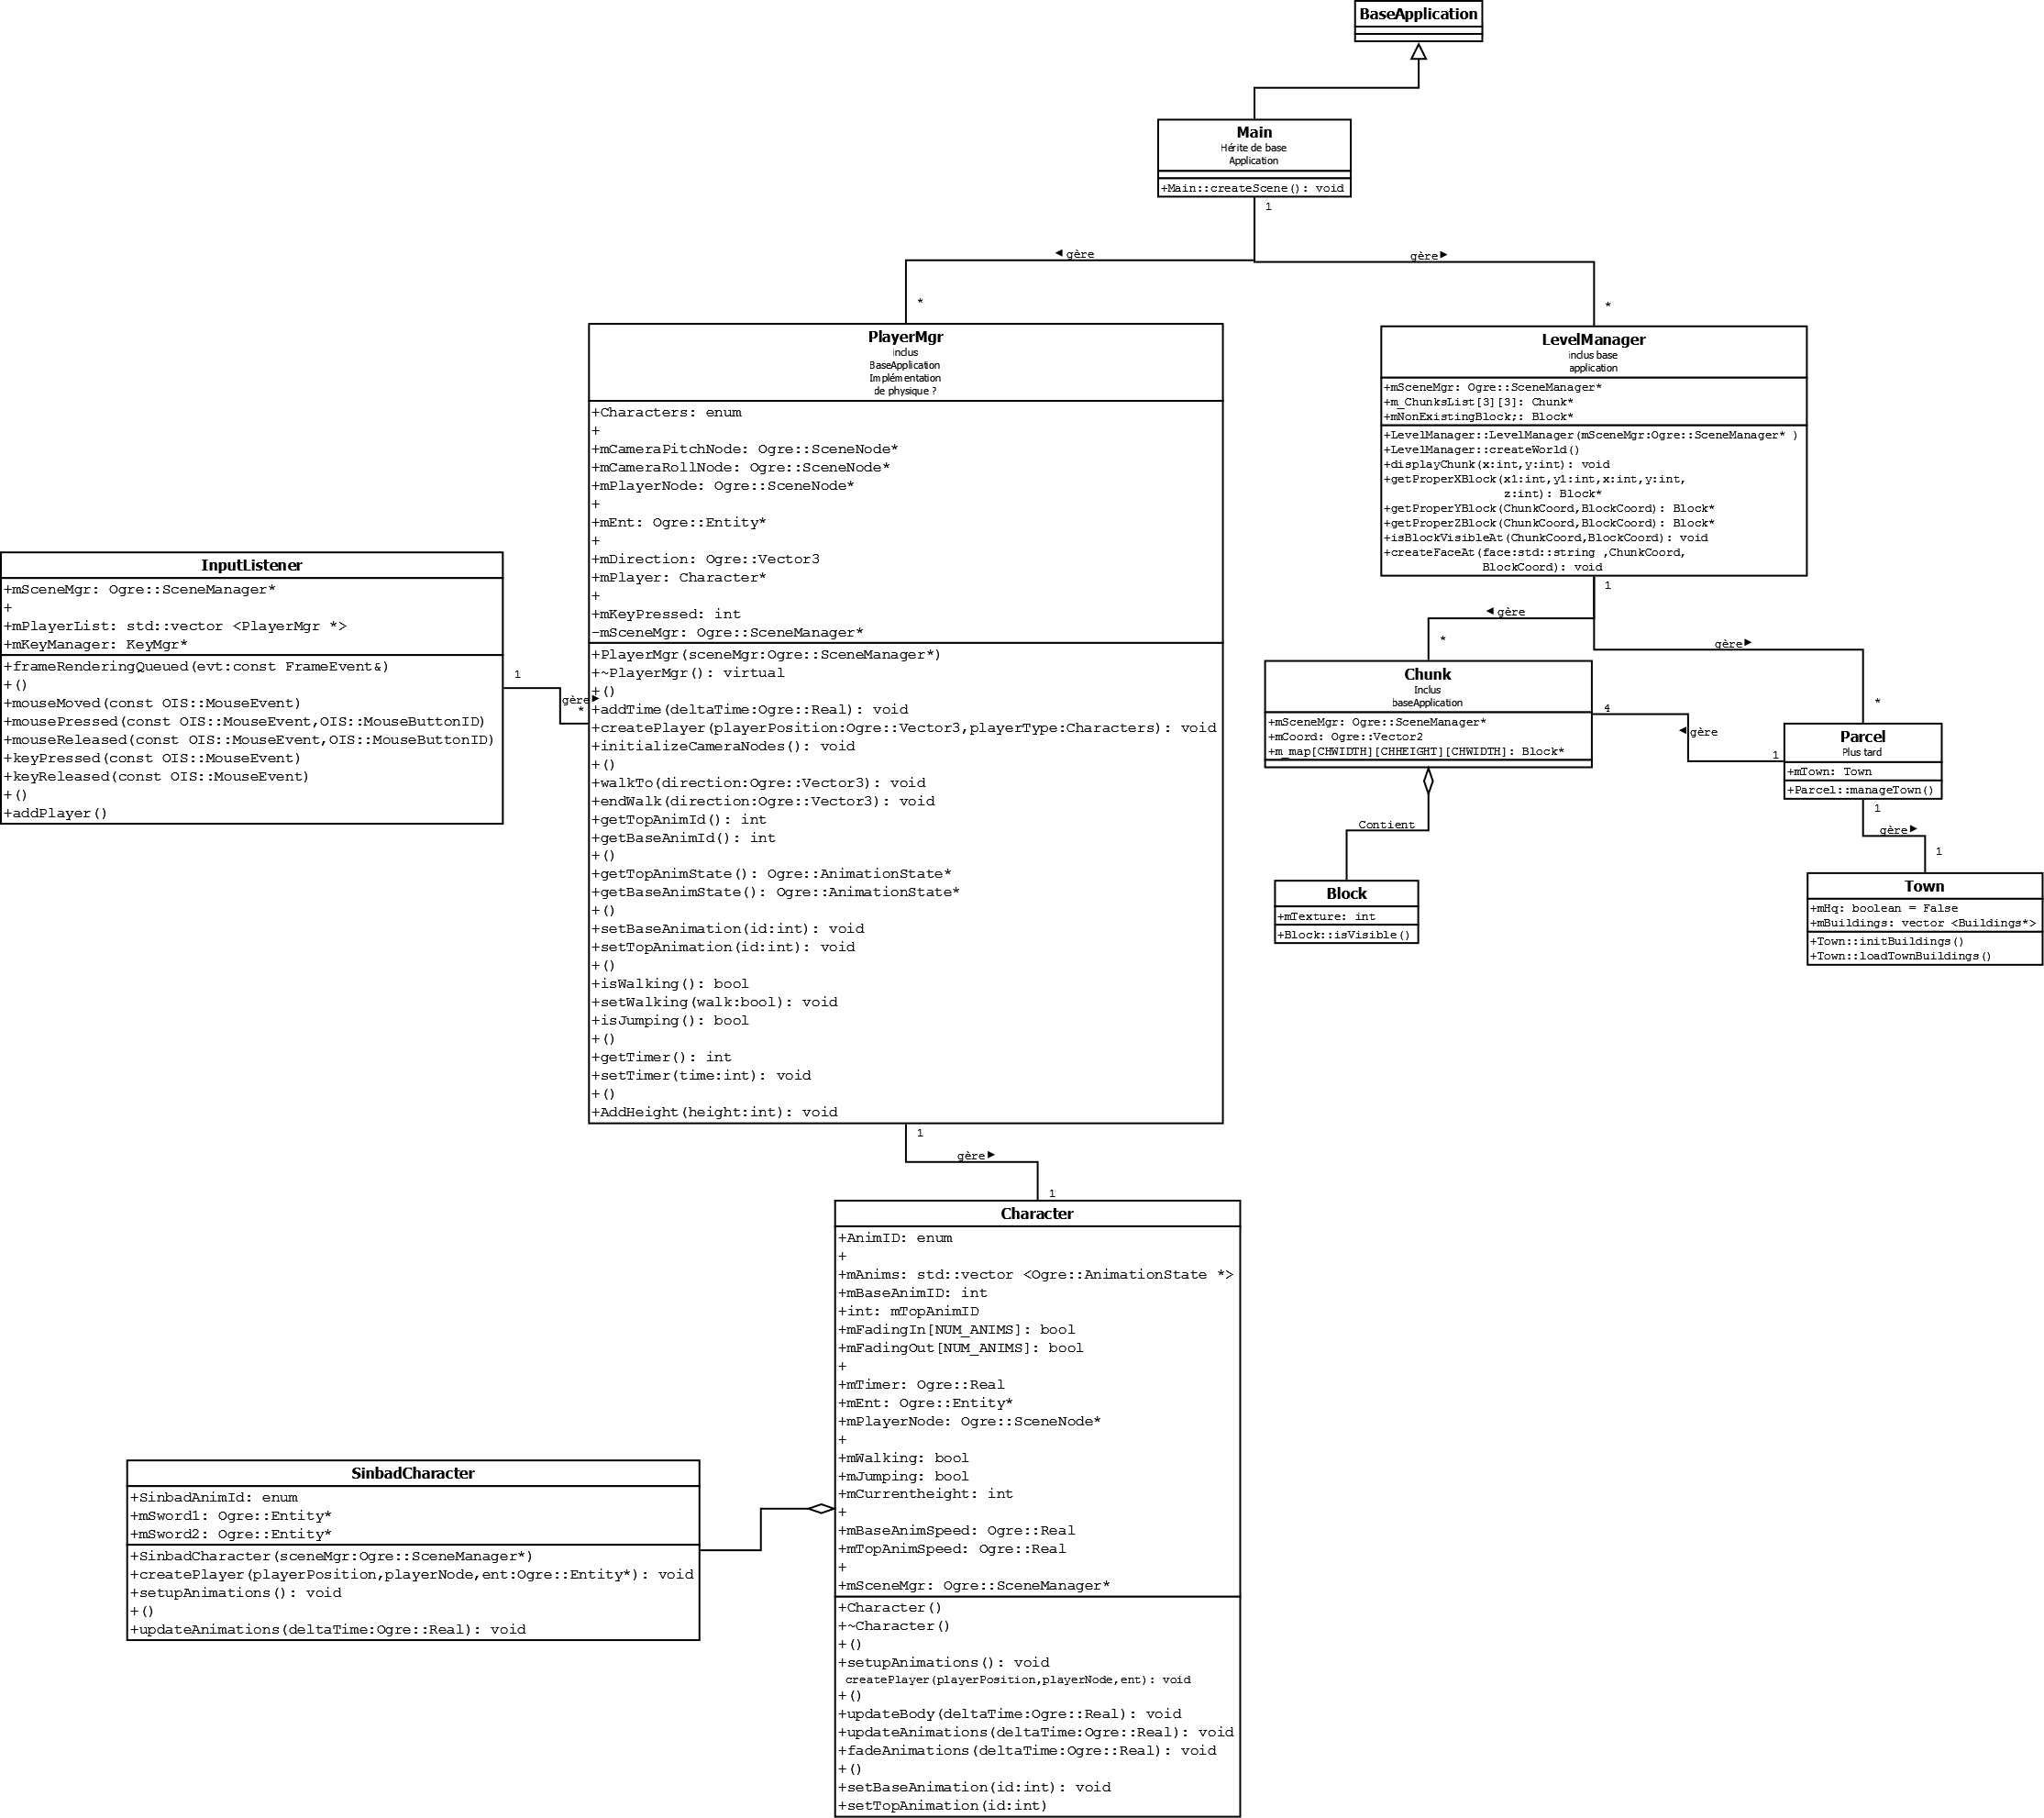 BaseApplication
Main
Hérite de base
Application
+Main::createScene(): void
1
◄ gère
gère ►
*
*
PlayerMgr
inclus
BaseApplication
Implémentation
de physique ?
+Characters: enum
+
+mCameraPitchNode: Ogre::SceneNode*
+mCameraRollNode: Ogre::SceneNode*
+mPlayerNode: Ogre::SceneNode*
+
+mEnt: Ogre::Entity*
+
+mDirection: Ogre::Vector3
+mPlayer: Character*
+
+mKeyPressed: int
-mSceneMgr: Ogre::SceneManager*
+PlayerMgr(sceneMgr:Ogre::SceneManager*)
+~PlayerMgr(): virtual
+()
+addTime(deltaTime:Ogre::Real): void
+createPlayer(playerPosition:Ogre::Vector3,playerType:Characters): void
+initializeCameraNodes(): void
+()
+walkTo(direction:Ogre::Vector3): void
+endWalk(direction:Ogre::Vector3): void
+getTopAnimId(): int
+getBaseAnimId(): int
+()
+getTopAnimState(): Ogre::AnimationState*
+getBaseAnimState(): Ogre::AnimationState*
+()
+setBaseAnimation(id:int): void
+setTopAnimation(id:int): void
+()
+isWalking(): bool
+setWalking(walk:bool): void
+isJumping(): bool
+()
+getTimer(): int
+setTimer(time:int): void
+()
+AddHeight(height:int): void
LevelManager
inclus base
application
+mSceneMgr: Ogre::SceneManager*
+m_ChunksList[3][3]: Chunk*
+mNonExistingBlock;: Block*
+LevelManager::LevelManager(mSceneMgr:Ogre::SceneManager* )
+LevelManager::createWorld()
+displayChunk(x:int,y:int): void
+getProperXBlock(x1:int,y1:int,x:int,y:int,
z:int): Block*
+getProperYBlock(ChunkCoord,BlockCoord): Block*
+getProperZBlock(ChunkCoord,BlockCoord): Block*
+isBlockVisibleAt(ChunkCoord,BlockCoord): void
+createFaceAt(face:std::string ,ChunkCoord,
BlockCoord): void
1
◄ gère
gère ►
*
*
InputListener
+mSceneMgr: Ogre::SceneManager*
+
+mPlayerList: std::vector <PlayerMgr *>
+mKeyManager: KeyMgr*
+frameRenderingQueued(evt:const FrameEvent&)
+()
+mouseMoved(const OIS::MouseEvent)
+mousePressed(const OIS::MouseEvent,OIS::MouseButtonID)
+mouseReleased(const OIS::MouseEvent,OIS::MouseButtonID)
+keyPressed(const OIS::MouseEvent)
+keyReleased(const OIS::MouseEvent)
+()
+addPlayer()
1
gère ►
*
Chunk
Inclus
baseApplication
+mSceneMgr: Ogre::SceneManager*
+mCoord: Ogre::Vector2
+m_map[CHWIDTH][CHHEIGHT][CHWIDTH]: Block*
4
◄ gère
1
Parcel
Plus tard
+mTown: Town
+Parcel::manageTown()
1
gère ►
1
Contient
Block
+mTexture: int
+Block::isVisible()
Town
+mHq: boolean = False
+mBuildings: vector <Buildings*>
+Town::initBuildings()
+Town::loadTownBuildings()
1
gère ►
1
Character
+AnimID: enum
+
+mAnims: std::vector <Ogre::AnimationState *>
+mBaseAnimID: int
+int: mTopAnimID
+mFadingIn[NUM_ANIMS]: bool
+mFadingOut[NUM_ANIMS]: bool
+
+mTimer: Ogre::Real
+mEnt: Ogre::Entity*
+mPlayerNode: Ogre::SceneNode*
+
+mWalking: bool
+mJumping: bool
+mCurrentheight: int
+
+mBaseAnimSpeed: Ogre::Real
+mTopAnimSpeed: Ogre::Real
+
+mSceneMgr: Ogre::SceneManager*
+Character()
+~Character()
+()
+setupAnimations(): void
createPlayer(playerPosition,playerNode,ent): void
+()
+updateBody(deltaTime:Ogre::Real): void
+updateAnimations(deltaTime:Ogre::Real): void
+fadeAnimations(deltaTime:Ogre::Real): void
+()
+setBaseAnimation(id:int): void
+setTopAnimation(id:int)
SinbadCharacter
+SinbadAnimId: enum
+mSword1: Ogre::Entity*
+mSword2: Ogre::Entity*
+SinbadCharacter(sceneMgr:Ogre::SceneManager*)
+createPlayer(playerPosition,playerNode,ent:Ogre::Entity*): void
+setupAnimations(): void
+()
+updateAnimations(deltaTime:Ogre::Real): void